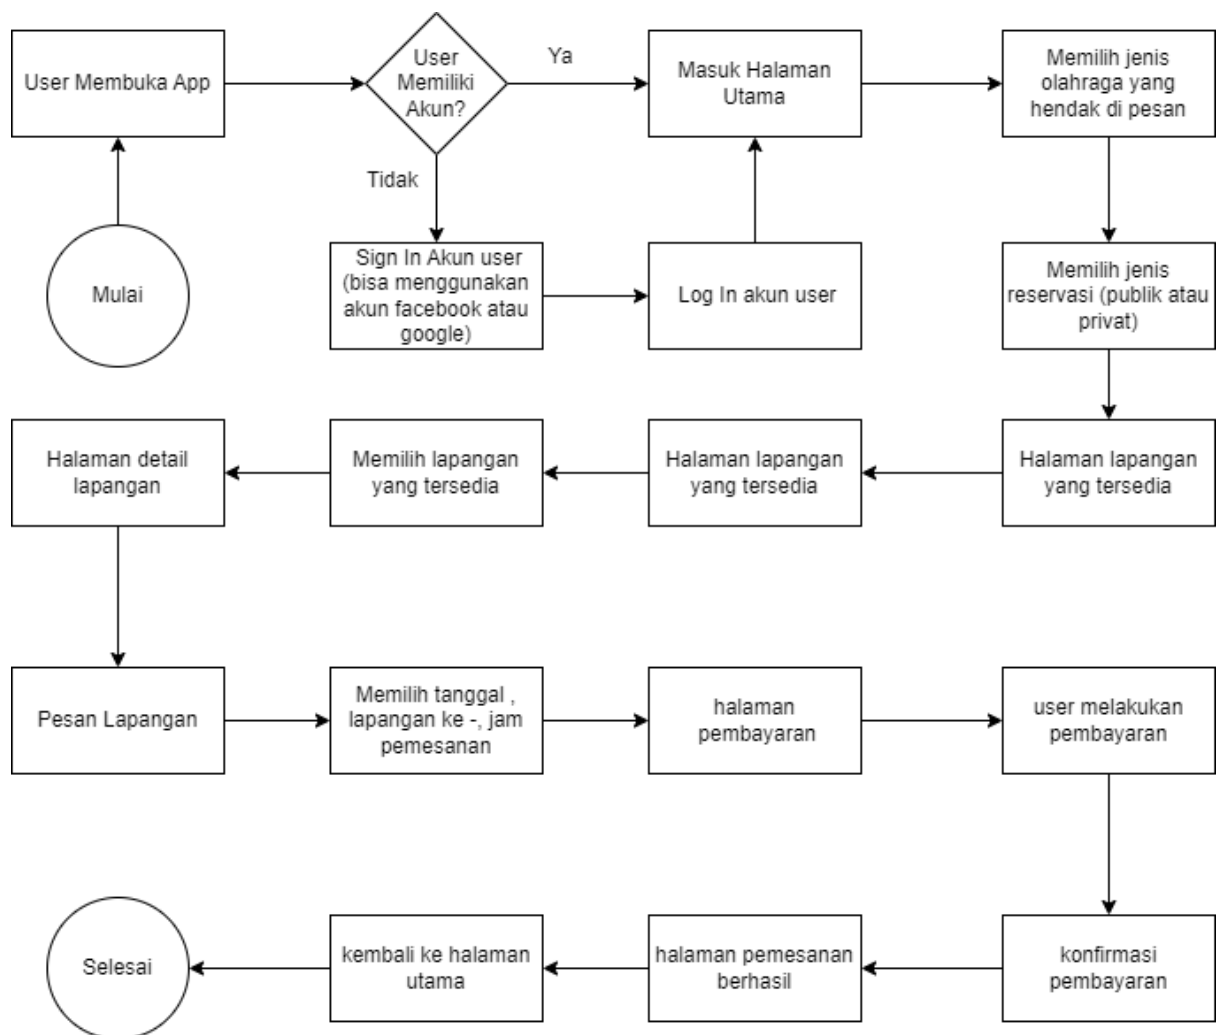 User Membuka App
User
Memiliki
Akun?
Ya
Masuk Halaman
Utama
Memilih jenis
olahraga yang
hendak di pesan
Tidak
Mulai
Sign In Akun user
(bisa menggunakan
akun facebook atau
google)
Log In akun user
Memilih jenis
reservasi (publik atau
privat)
Halaman detail
lapangan
Memilih lapangan
yang tersedia
Halaman lapangan
yang tersedia
Halaman lapangan
yang tersedia
Pesan Lapangan
Memilih tanggal ,
lapangan ke -, jam
pemesanan
halaman
pembayaran
user melakukan
pembayaran
Selesai
kembali ke halaman
utama
halaman pemesanan
berhasil
konfirmasi
pembayaran